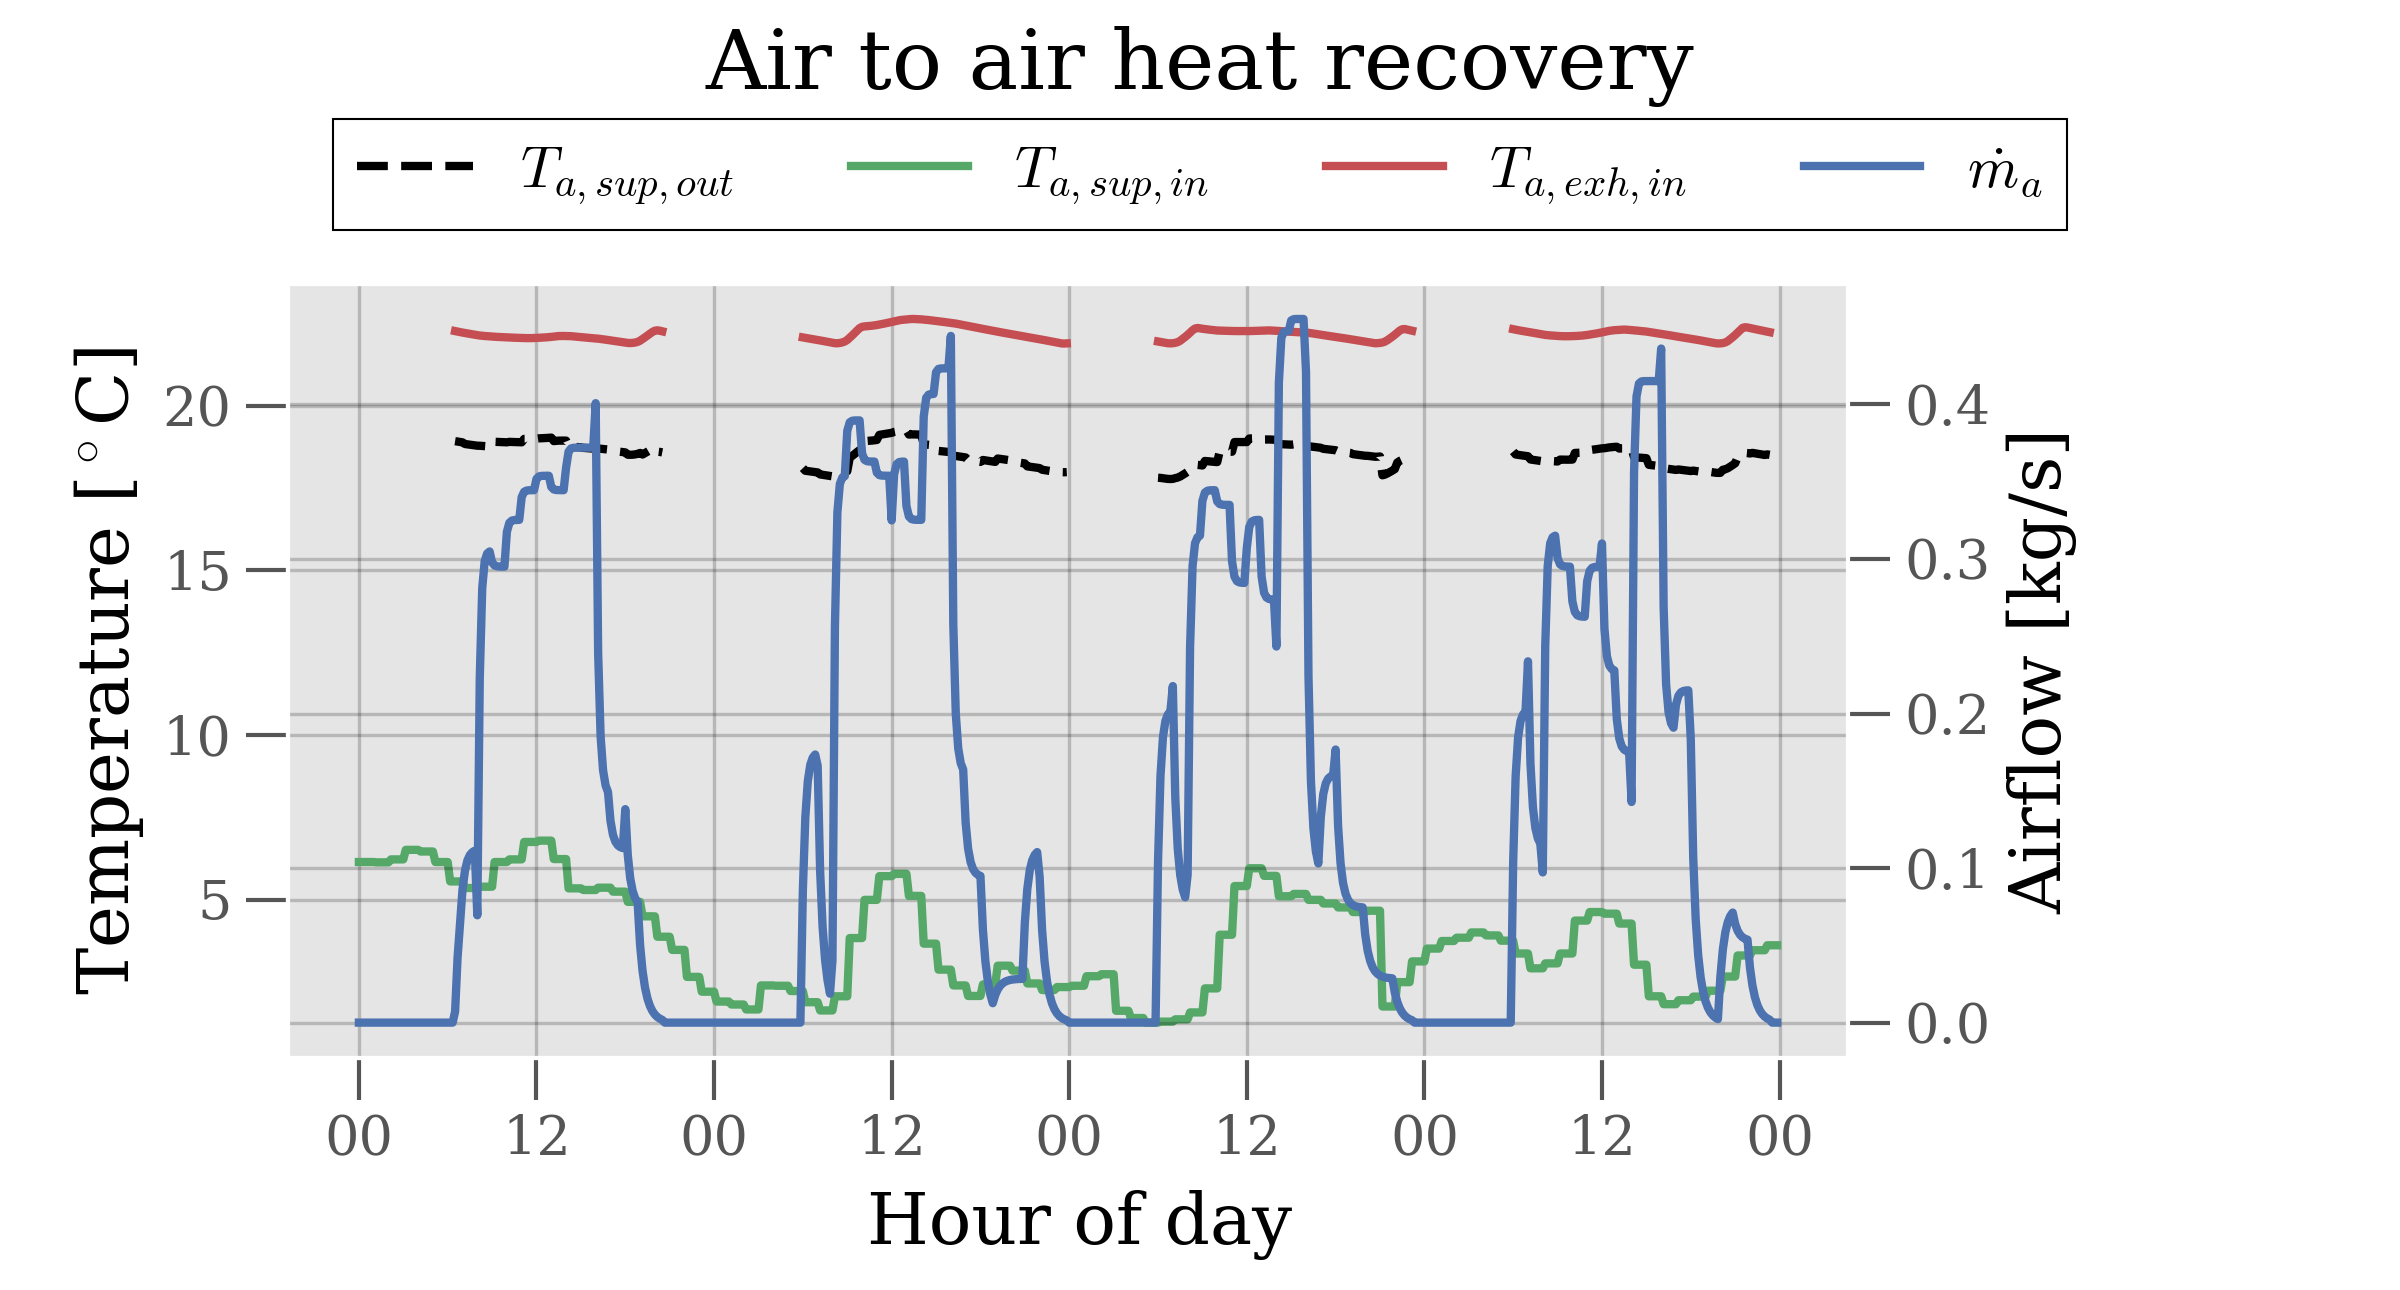 Air to air heat recovery
T_{a,sup,out} T_{a,sup,in} T_{a,exh,in} ṁ_a
Temperature [°C]
20
15
10
5
Airflow [kg/s]
0.4
0.3
0.2
0.1
0.0
00 12 00 12 00 12 00 12 00
Hour of day